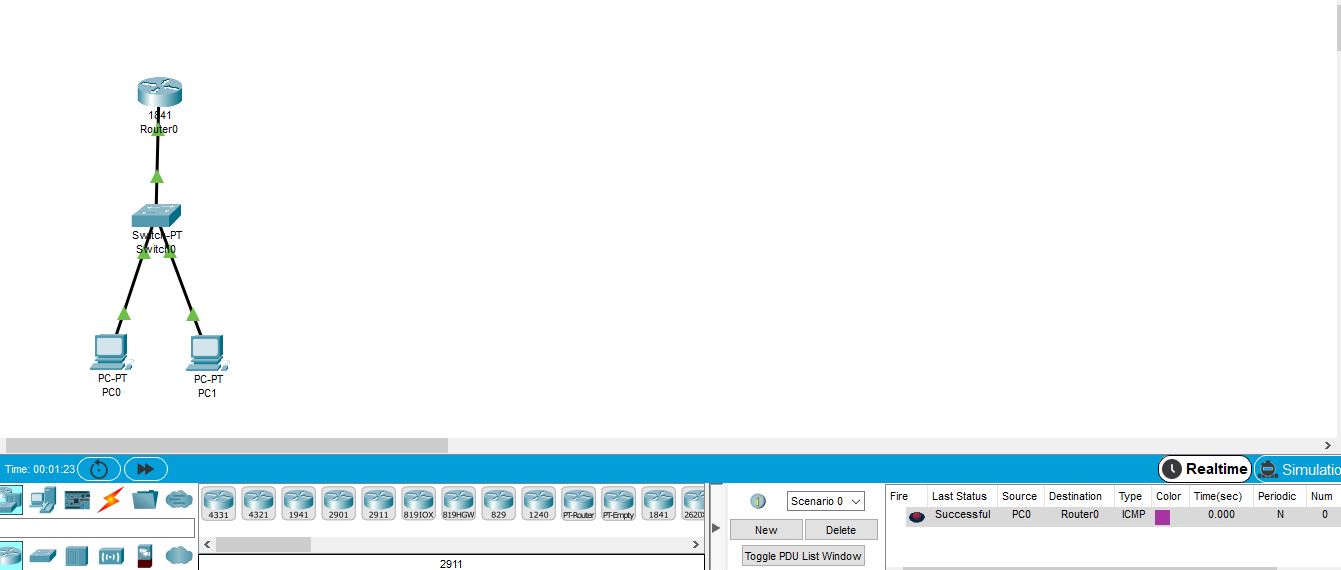 1841
Router0
Switch-PT
Switch0
PC-PT
PC0
PC-PT
PC1
Time: 00:01:23
Realtime
Simulatio
4331
4321
1941
2901
2911
819IOX
819HGW
829
1240
PT-Router
PT-Empty
1841
2620X
2911
Scenario 0
New
Delete
Toggle PDU List Window
Fire Last Status Source Destination Type Color Time(sec) Periodic Num
Successful PC0 Router0 ICMP 0.000 N 0